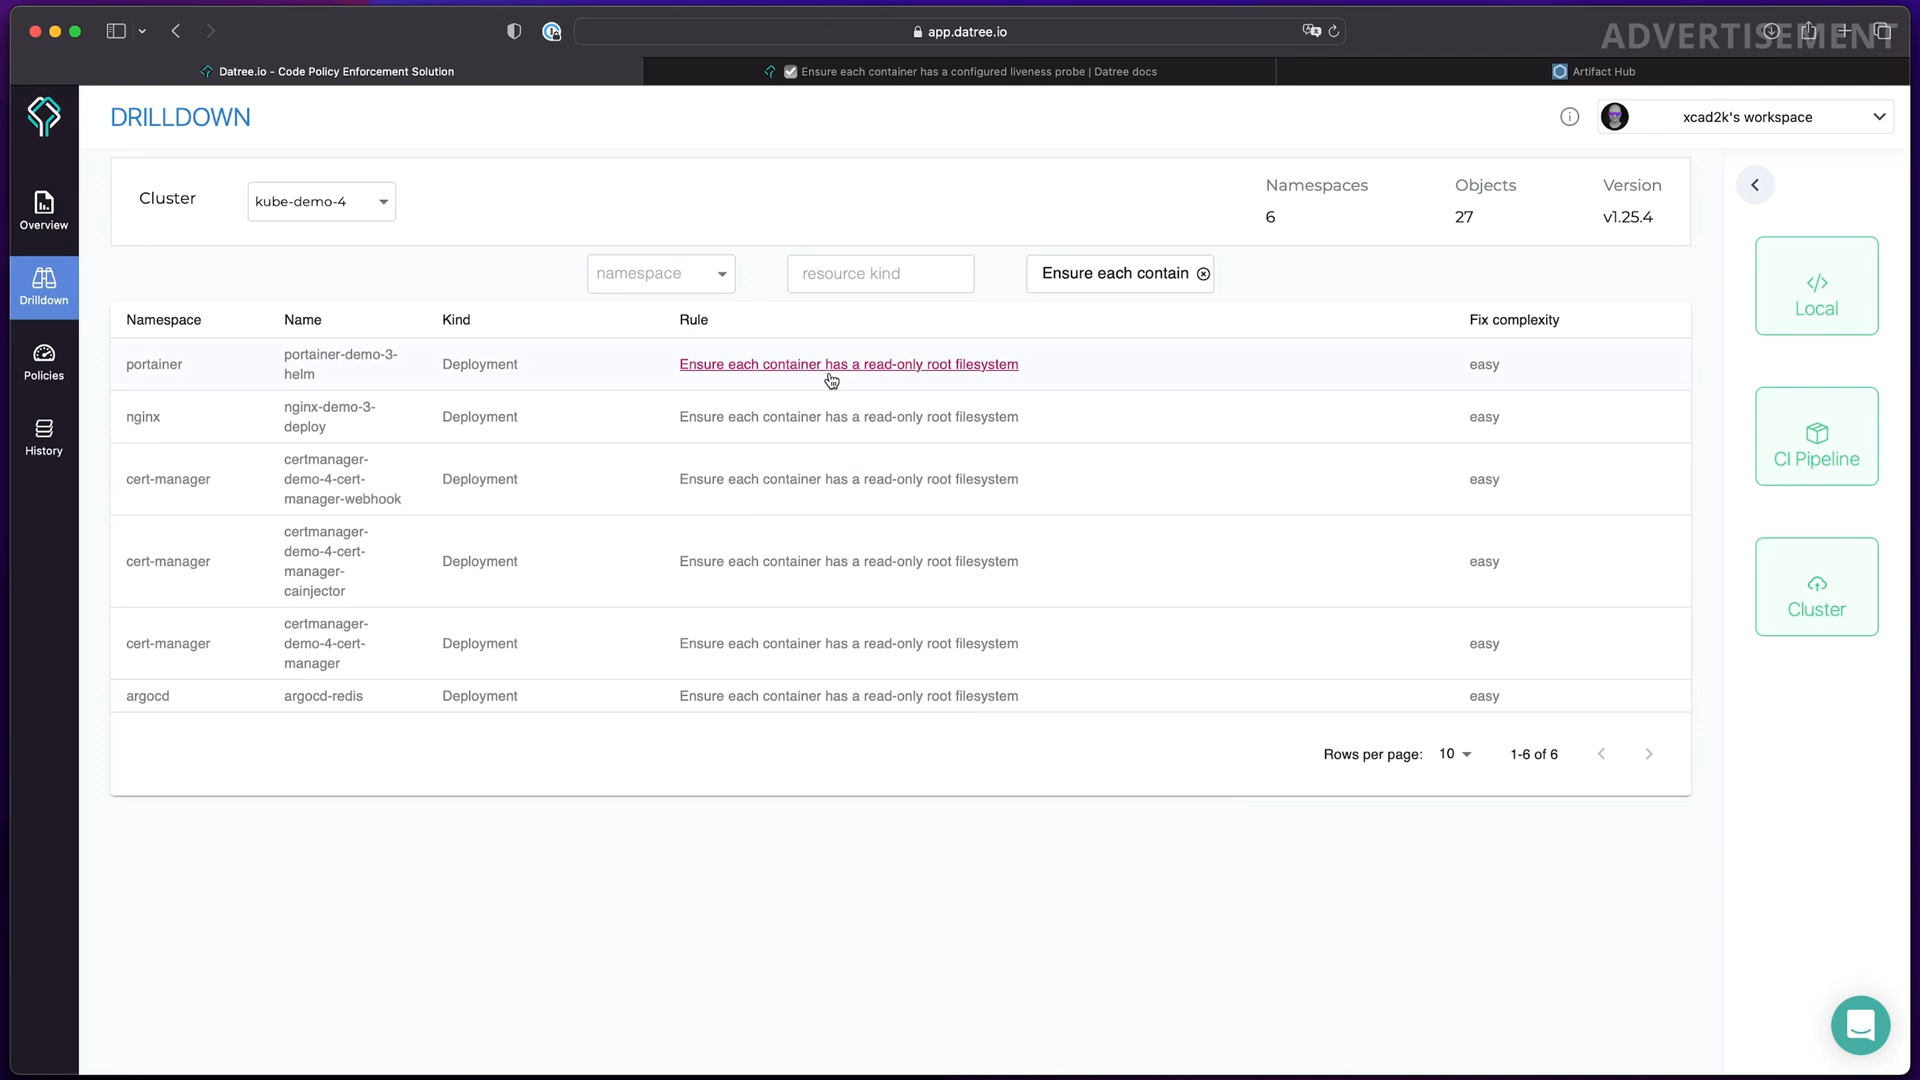 app.datree.io
ADVERTISEMENT
Datree.io - Code Policy Enforcement Solution
Ensure each container has a configured liveness probe | Datree docs
Artifact Hub
DRILLDOWN
xcad2k's workspace
Overview
Drilldown
Policies
History
Cluster
kube-demo-4
Namespaces
6
Objects
27
Version
v1.25.4
namespace
resource kind
Ensure each contain
Namespace Name Kind Rule Fix complexity
portainer
portainer-demo-3-
helm
Deployment
Ensure each container has a read-only root filesystem
easy
nginx
nginx-demo-3-
deploy
Deployment
Ensure each container has a read-only root filesystem
easy
cert-manager
certmanager-
demo-4-cert-
manager-webhook
Deployment
Ensure each container has a read-only root filesystem
easy
cert-manager
certmanager-
demo-4-cert-
manager-
cainjector
Deployment
Ensure each container has a read-only root filesystem
easy
cert-manager
certmanager-
demo-4-cert-
manager
Deployment
Ensure each container has a read-only root filesystem
easy
argocd
argocd-redis
Deployment
Ensure each container has a read-only root filesystem
easy
Rows per page: 10 1-6 of 6
</> Local
CI Pipeline
Cluster